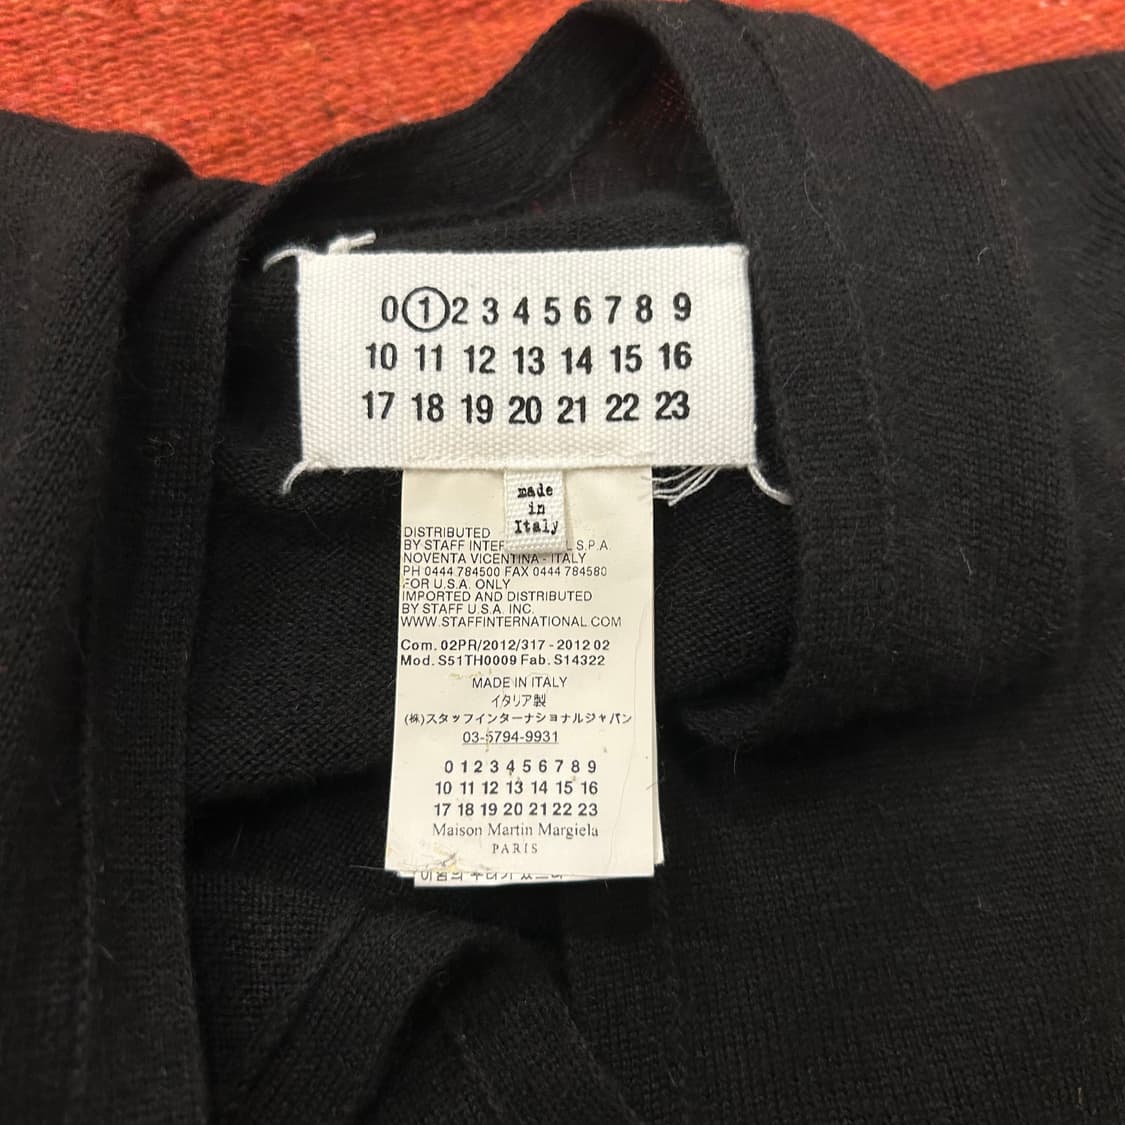 0 1 2 3 4 5 6 7 8 9
10 11 12 13 14 15 16
17 18 19 20 21 22 23
made
in
Italy
DISTRIBUTED
BY STAFF INTER L S.P.A.
NOVENTA VICENTINA - ITALY
PH 0444 784500 FAX 0444 784580
FOR U.S.A. ONLY
IMPORTED AND DISTRIBUTED
BY STAFF U.S.A. INC.
WWW.STAFFINTERNATIONAL.COM
Com. 02PR/2012/317 - 2012 02
Mod. S51TH0009 Fab. S14322
MADE IN ITALY
イタリア製
(株)スタッフインターナショナルジャパン
03-5794-9931
0 1 2 3 4 5 6 7 8 9
10 11 12 13 14 15 16
17 18 19 20 21 22 23
Maison Martin Margiela
PARIS